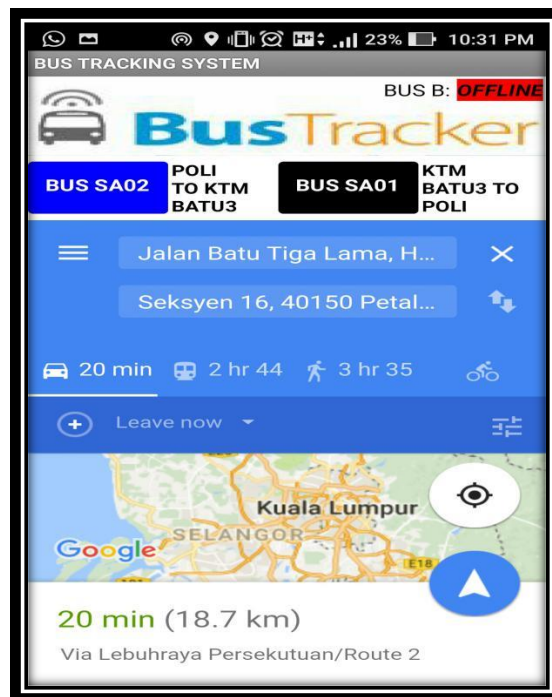 23% 10:31 PM
BUS TRACKING SYSTEM
BUS B: OFFLINE
BusTracker
BUS SA02
POLI
TO KTM
BATU3
BUS SA01
KTM
BATU3 TO
POLI
Jalan Batu Tiga Lama, H...
Seksyen 16, 40150 Petal...
20 min 2 hr 44 3 hr 35
Leave now
Kuala Lumpur
SELANGOR
Google
E18
20 min (18.7 km)
Via Lebuhraya Persekutuan/Route 2